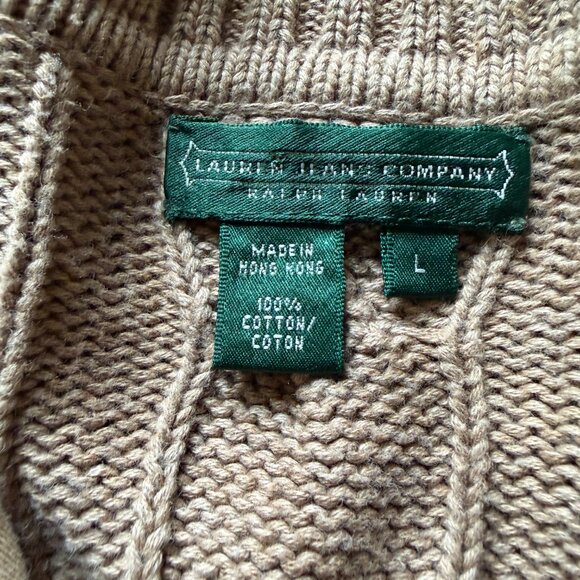 LAUREN JEANS COMPANY
RALPH LAUREN
MADE IN
HONG KONG
100%
COTTON/
COTON
L